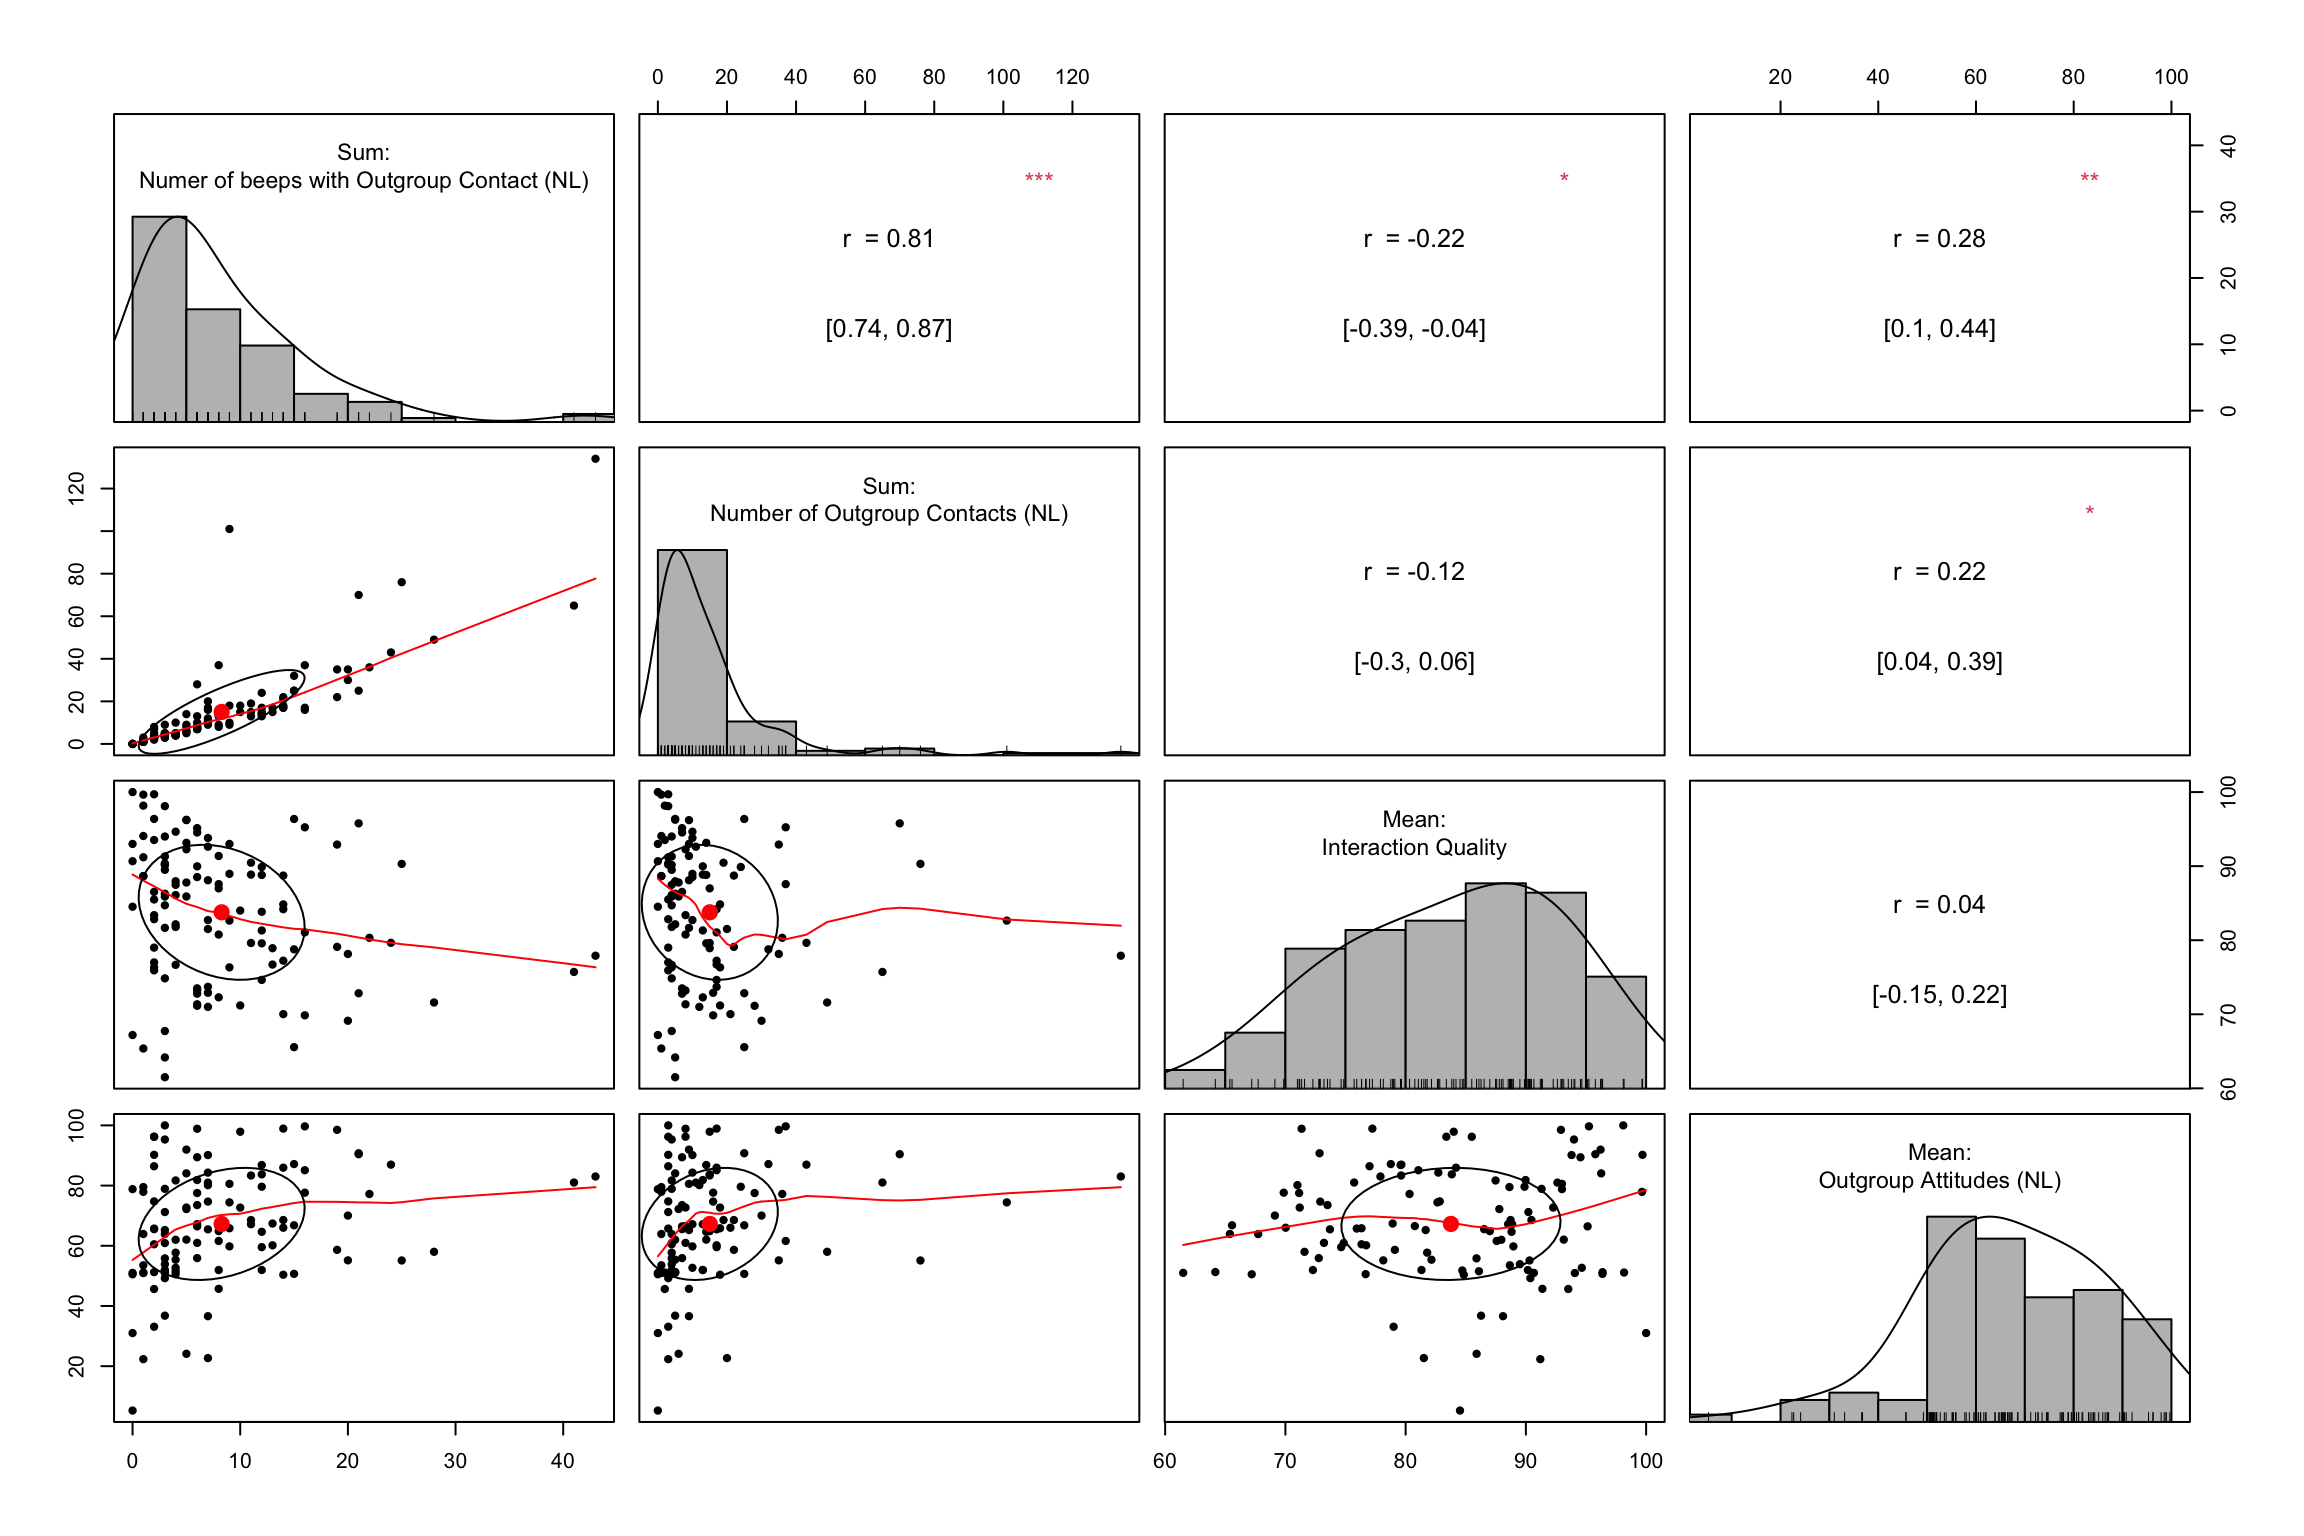 0 20 40 60 80 100 120
20 40 60 80 100
Sum:
Numer of beeps with Outgroup Contact (NL)
***
r = 0.81
[0.74, 0.87]
*
r = -0.22
[-0.39, -0.04]
**
r = 0.28
[0.1, 0.44]
0 10 20 30 40
0 20 40 60 80 120
Sum:
Number of Outgroup Contacts (NL)
r = -0.12
[-0.3, 0.06]
*
r = 0.22
[0.04, 0.39]
Mean:
Interaction Quality
r = 0.04
[-0.15, 0.22]
60 70 80 90 100
20 40 60 80 100
Mean:
Outgroup Attitudes (NL)
0 10 20 30 40
60 70 80 90 100